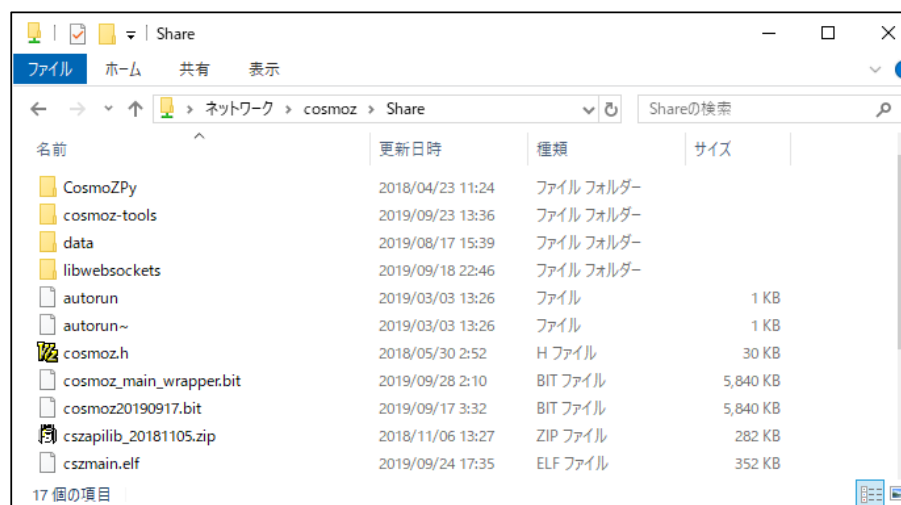 Share
ファイル ホーム 共有 表示
ネットワーク > cosmoz > Share Shareの検索
名前 更新日時 種類 サイズ
CosmoZPy 2018/04/23 11:24 ファイル フォルダー
cosmoz-tools 2019/09/23 13:36 ファイル フォルダー
data 2019/08/17 15:39 ファイル フォルダー
libwebsockets 2019/09/18 22:46 ファイル フォルダー
autorun 2019/03/03 13:26 ファイル 1 KB
autorun~ 2019/03/03 13:26 ファイル 1 KB
cosmoz.h 2018/05/30 2:52 H ファイル 30 KB
cosmoz_main_wrapper.bit 2019/09/28 2:10 BIT ファイル 5,840 KB
cosmoz20190917.bit 2019/09/17 3:32 BIT ファイル 5,840 KB
cszapilib_20181105.zip 2018/11/06 13:27 ZIP ファイル 282 KB
cszmain.elf 2019/09/24 17:35 ELF ファイル 352 KB
17 個の項目